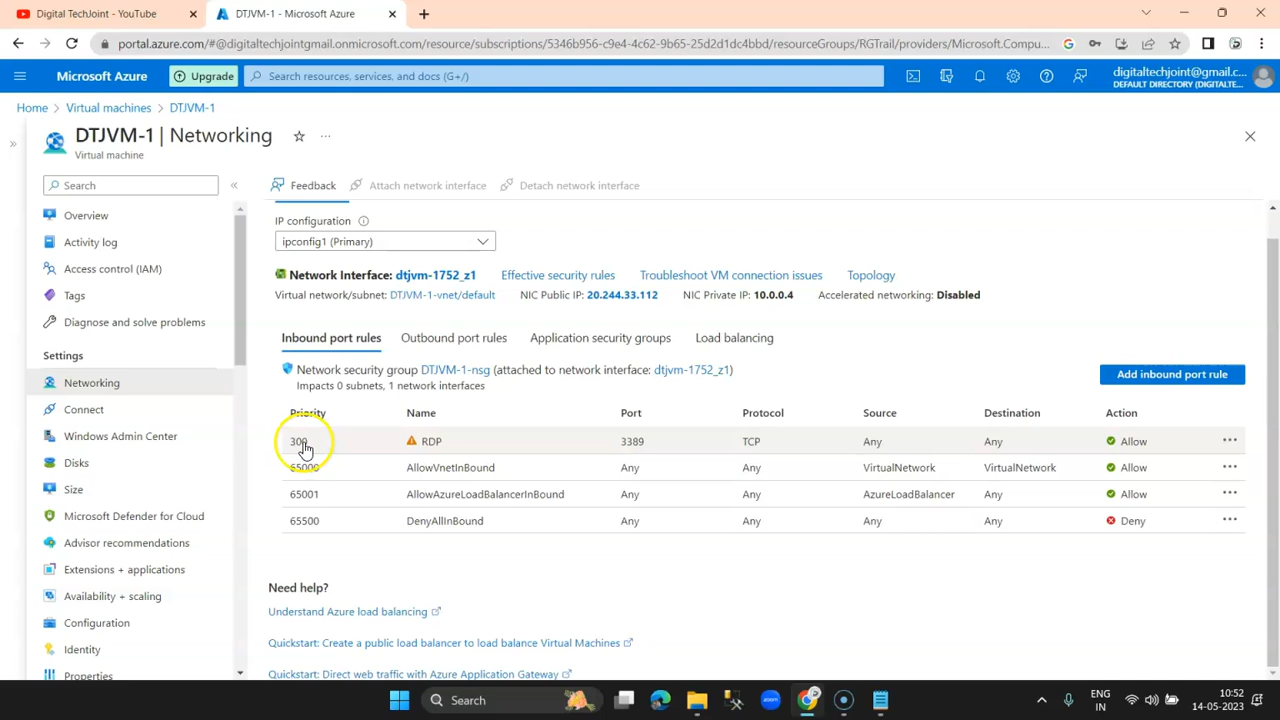 Digital TechJoint - YouTube
DTJVM-1 - Microsoft Azure
portal.azure.com/#@digitaltechjointgmail.onmicrosoft.com/resource/subscriptions/5346b956-c9e4-4c62-9b65-25d2d1dc4bbd/resourceGroups/RGTrail/providers/Microsoft.Compu...
Microsoft Azure
Upgrade
Search resources, services, and docs (G+/)
digitaltechjoint@gmail.c...
DEFAULT DIRECTORY (DIGITALTE...
Home > Virtual machines > DTJVM-1
DTJVM-1 | Networking
Virtual machine
Search
Feedback
Attach network interface
Detach network interface
Overview
Activity log
Access control (IAM)
Tags
Diagnose and solve problems
Settings
Networking
Connect
Windows Admin Center
Disks
Size
Microsoft Defender for Cloud
Advisor recommendations
Extensions + applications
Availability + scaling
Configuration
Identity
Properties
IP configuration
ipconfig1 (Primary)
Network Interface: dtjvm-1752_z1 Effective security rules Troubleshoot VM connection issues Topology
Virtual network/subnet: DTJVM-1-vnet/default NIC Public IP: 20.244.33.112 NIC Private IP: 10.0.0.4 Accelerated networking: Disabled
Inbound port rules Outbound port rules Application security groups Load balancing
Network security group DTJVM-1-nsg (attached to network interface: dtjvm-1752_z1)
Impacts 0 subnets, 1 network interfaces
Add inbound port rule
Priority Name Port Protocol Source Destination Action
300 RDP 3389 TCP Any Any Allow
65000 AllowVnetInBound Any Any VirtualNetwork VirtualNetwork Allow
65001 AllowAzureLoadBalancerInBound Any Any AzureLoadBalancer Any Allow
65500 DenyAllInBound Any Any Any Any Deny
Need help?
Understand Azure load balancing
Quickstart: Create a public load balancer to load balance Virtual Machines
Quickstart: Direct web traffic with Azure Application Gateway
Search
zoom
ENG
IN
10:52
14-05-2023